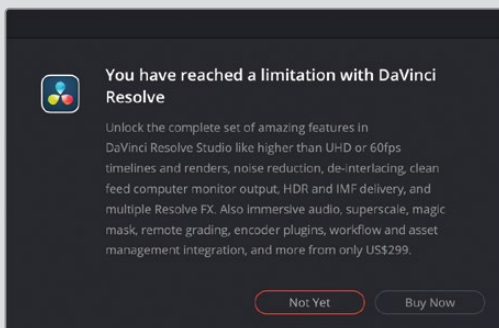 You have reached a limitation with DaVinci
Resolve
Unlock the complete set of amazing features in
DaVinci Resolve Studio like higher than UHD or 60fps
timelines and renders, noise reduction, de-interlacing, clean
feed computer monitor output, HDR and IMF delivery, and
multiple Resolve FX. Also immersive audio, superscale, magic
mask, remote grading, encoder plugins, workflow and asset
management integration, and more from only US$299.
Not Yet
Buy Now